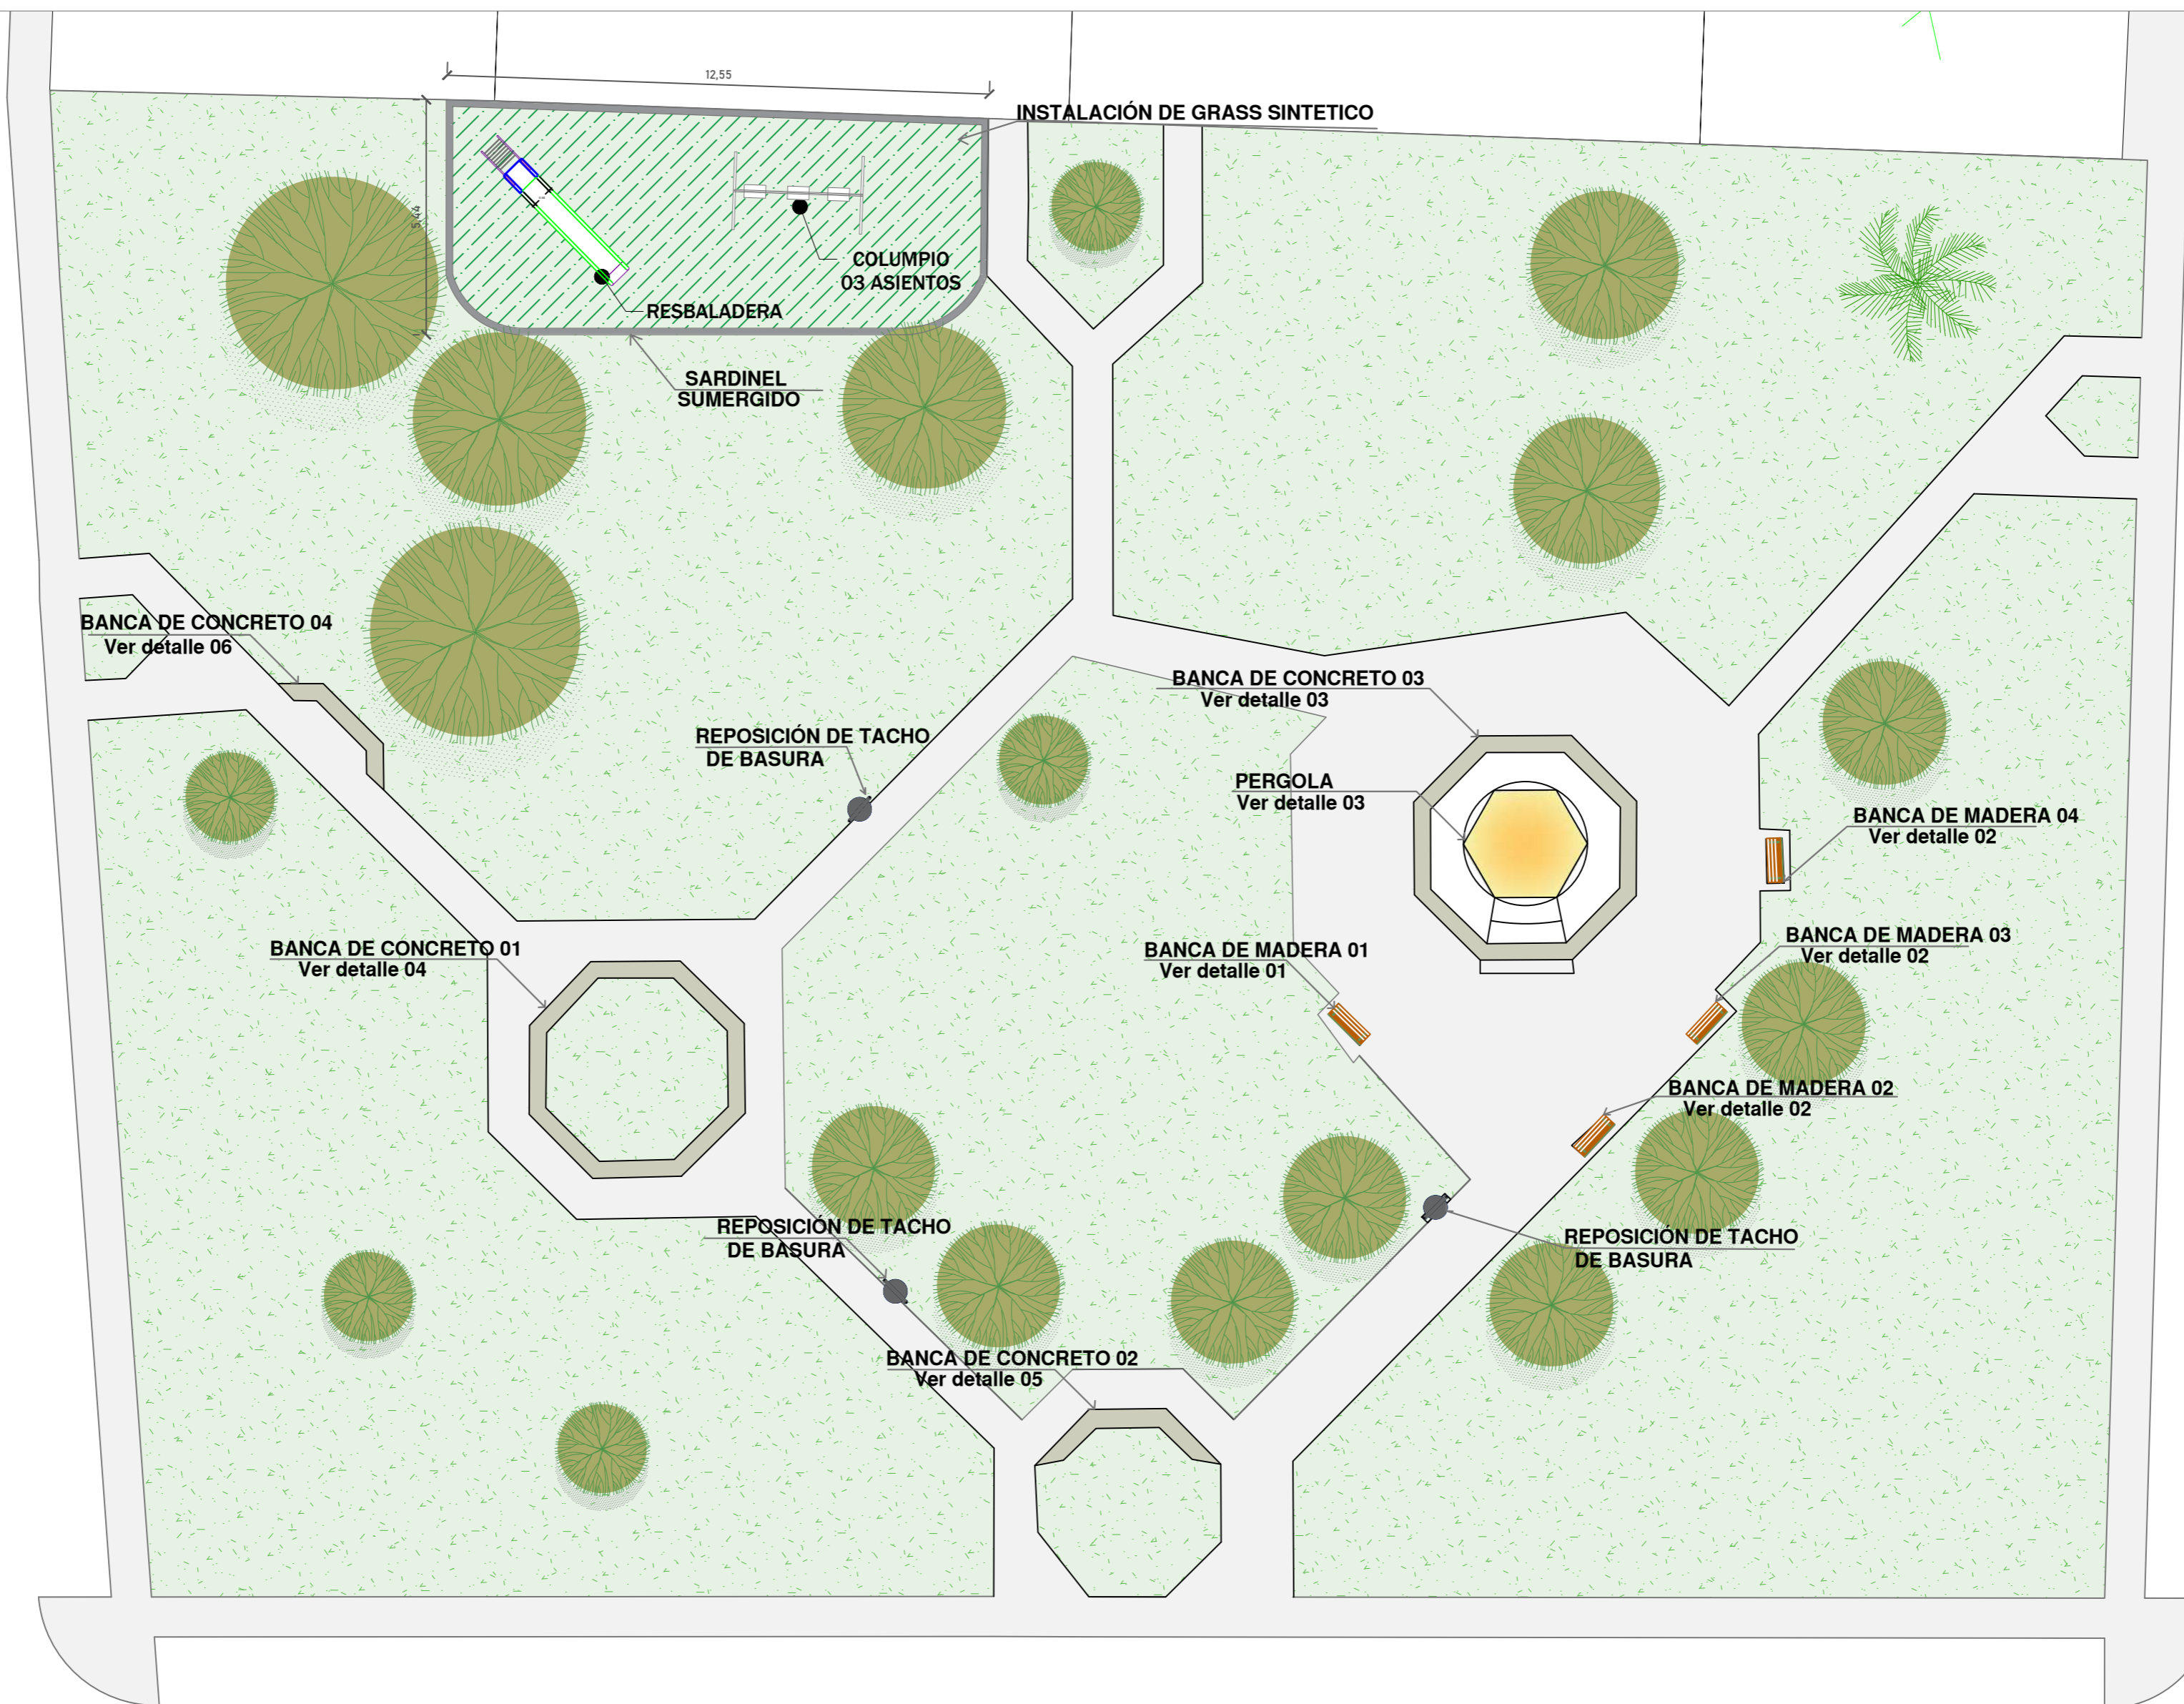 12,55
INSTALACIÓN DE GRASS SINTETICO
5,44
COLUMPIO
03 ASIENTOS
RESBALADERA
SARDINEL
SUMERGIDO
BANCA DE CONCRETO 04
Ver detalle 06
BANCA DE CONCRETO 03
Ver detalle 03
REPOSICIÓN DE TACHO
DE BASURA
PERGOLA
Ver detalle 03
BANCA DE MADERA 04
Ver detalle 02
BANCA DE CONCRETO 01
Ver detalle 04
BANCA DE MADERA 01
Ver detalle 01
BANCA DE MADERA 03
Ver detalle 02
BANCA DE MADERA 02
Ver detalle 02
REPOSICIÓN DE TACHO
DE BASURA
REPOSICIÓN DE TACHO
DE BASURA
BANCA DE CONCRETO 02
Ver detalle 05